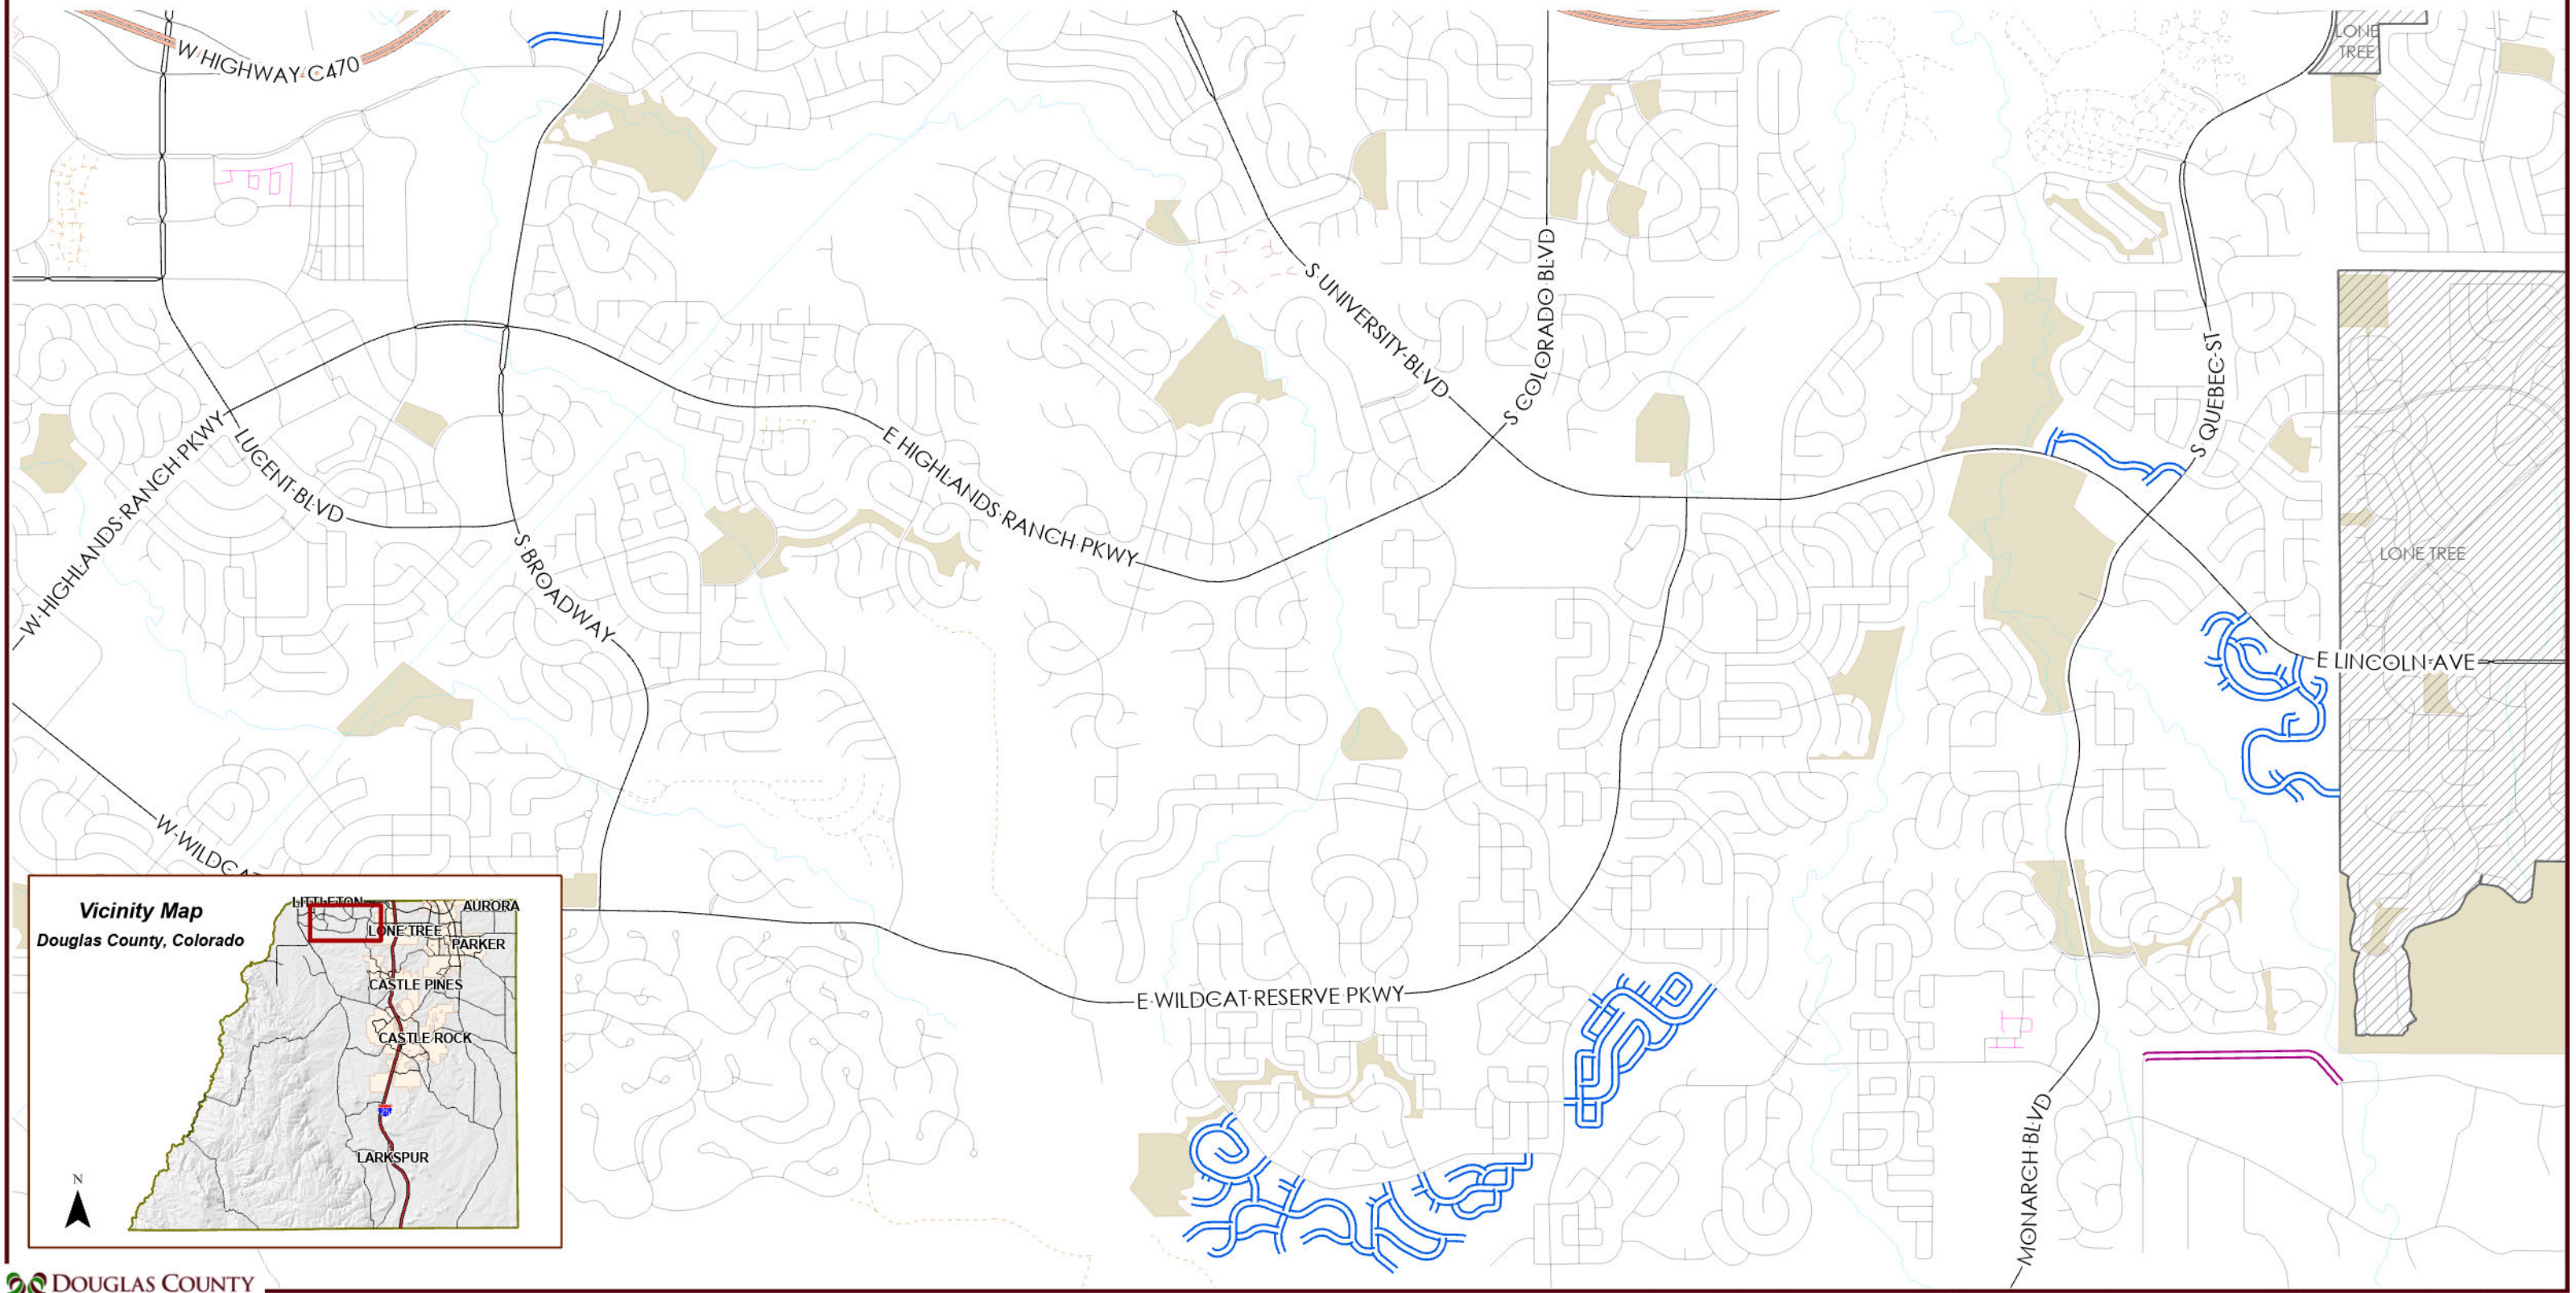 LONE
TREE
W HIGHWAY C470
S UNIVERSITY BLVD
S COLORADO BLVD
S QUEBEC ST
W HIGHLANDS RANCH PKWY
LUCENT BLVD
E HIGHLANDS RANCH PKWY
S BROADWAY
LONE TREE
E LINCOLN AVE
E WILDCAT RESERVE PKWY
MONARCH BLVD
Vicinity Map
Douglas County, Colorado
LITTLETON
AURORA
LONE TREE
PARKER
CASTLE PINES
CASTLE ROCK
LARKSPUR
N
DOUGLAS COUNTY